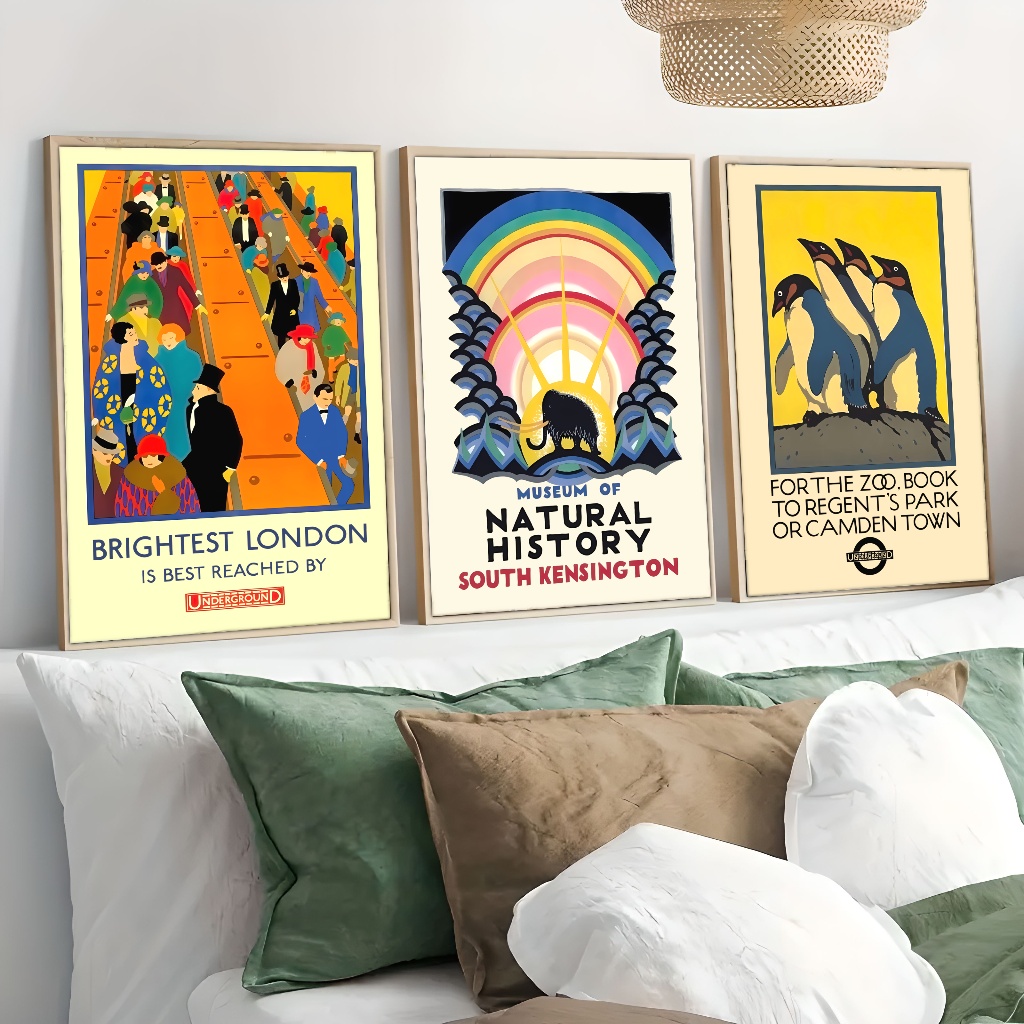 BRIGHTEST LONDON
IS BEST REACHED BY
UNDERGROUND
MUSEUM OF
NATURAL
HISTORY
SOUTH KENSINGTON
FOR THE ZOO. BOOK
TO REGENT'S PARK
OR CAMDEN TOWN
UNDERGROUND